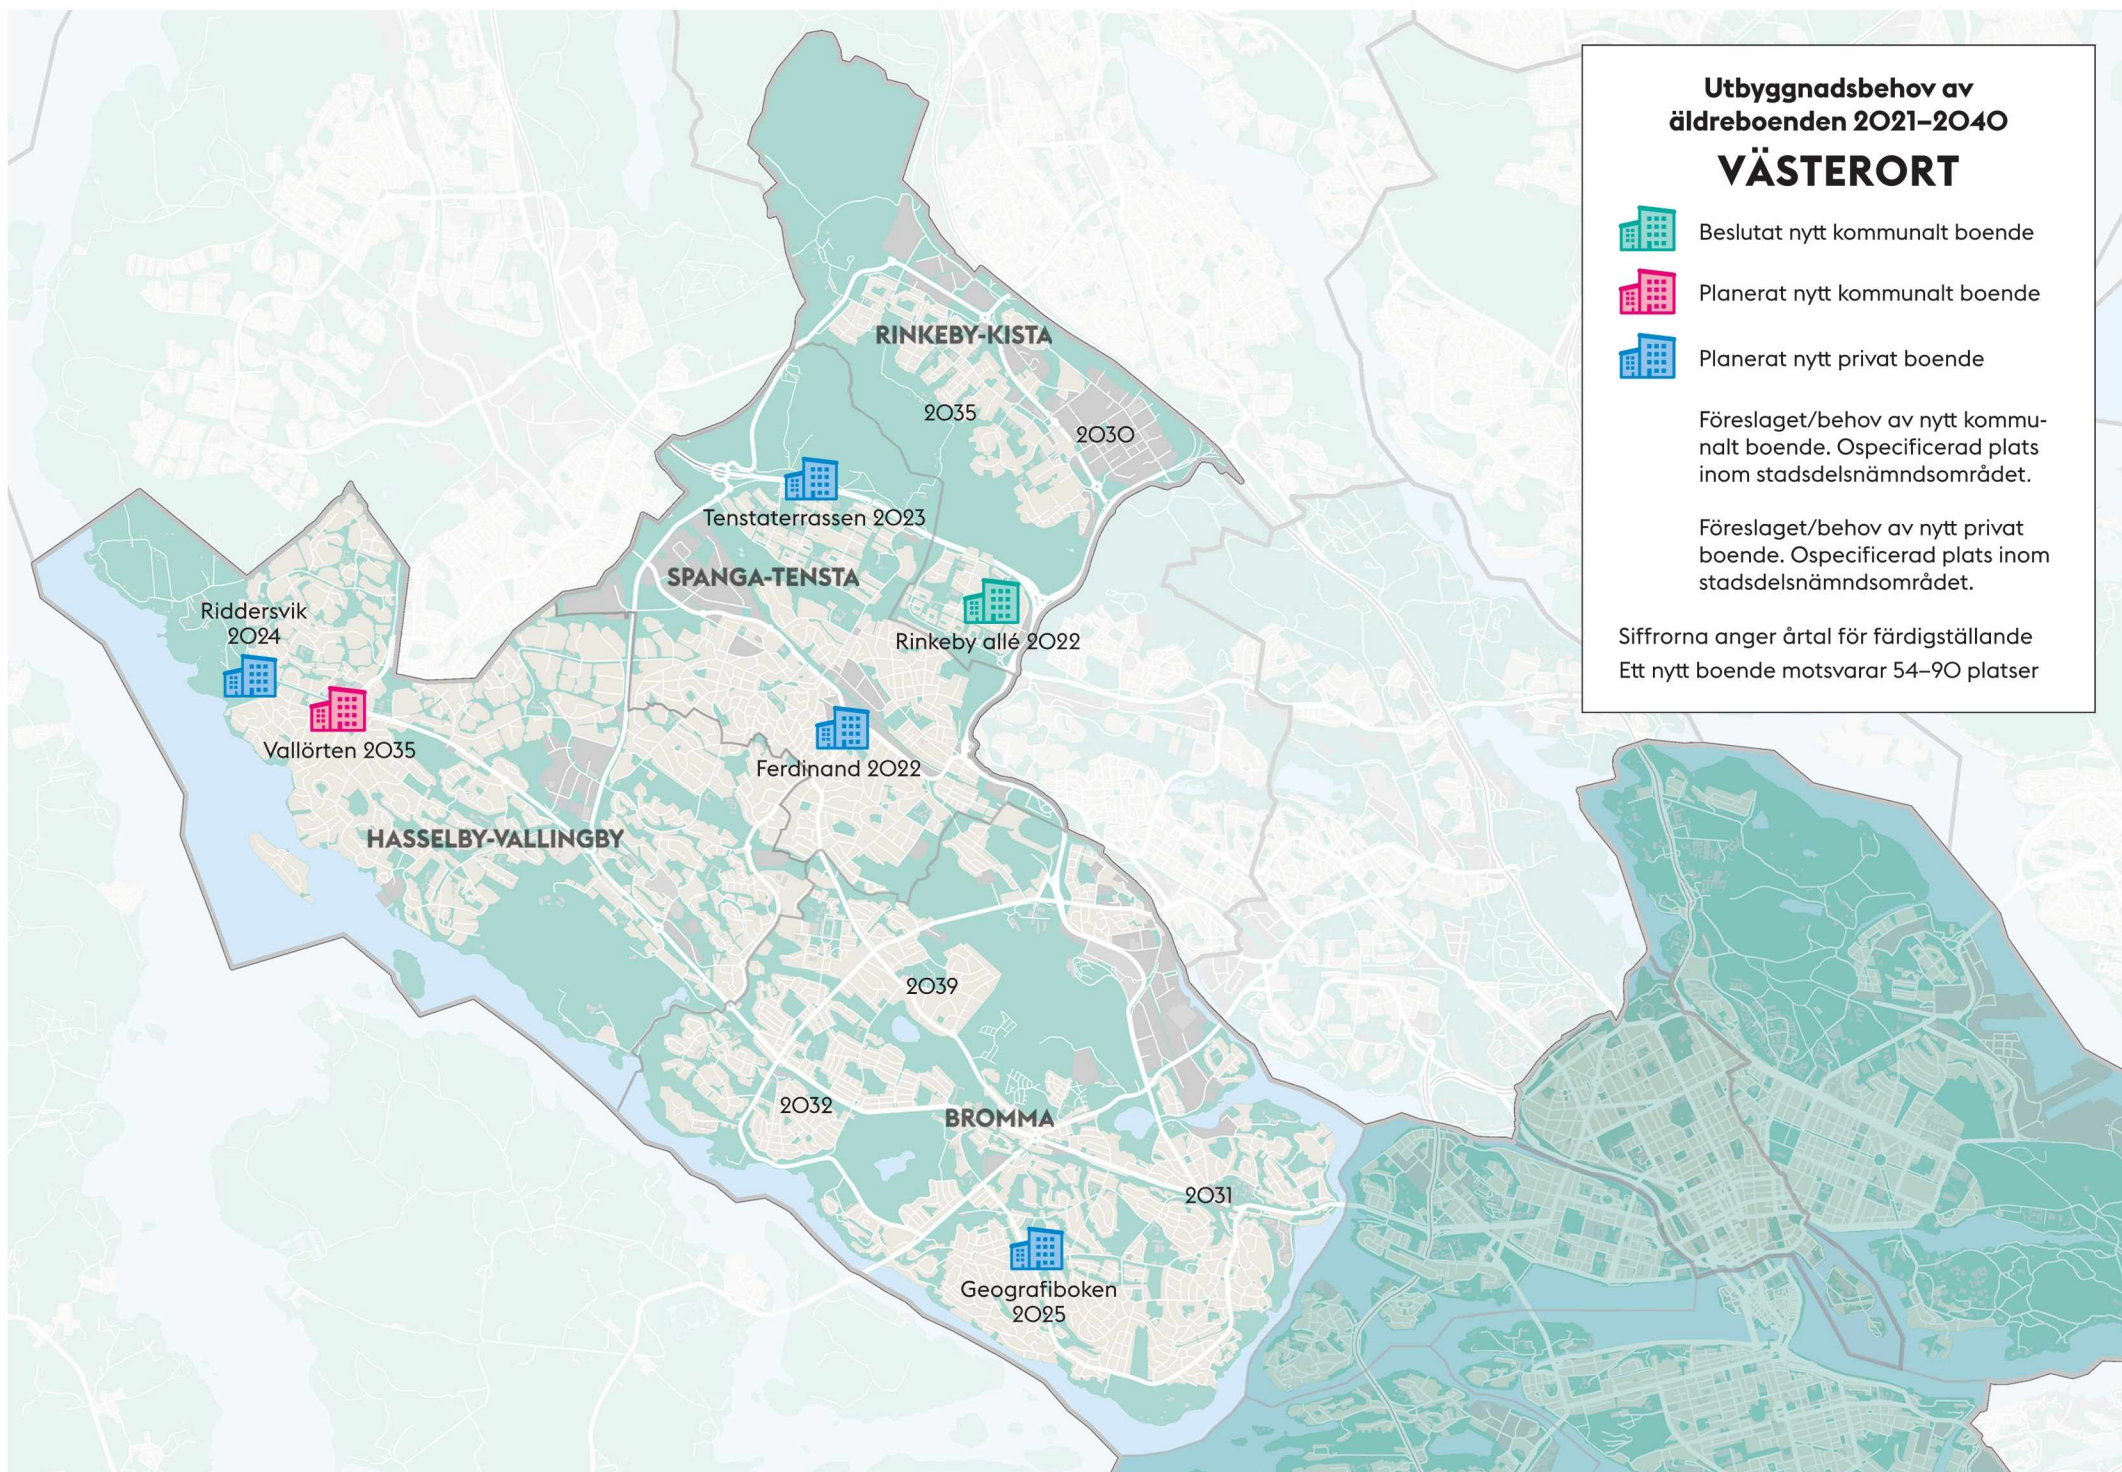 Utbyggnadsbehov av
äldreboenden 2021–2040
VÄSTERORT
Beslutat nytt kommunalt boende
Planerat nytt kommunalt boende
Planerat nytt privat boende
Föreslaget/behov av nytt kommu-
nalt boende. Ospecificerad plats
inom stadsdelsnämndsområdet.
Föreslaget/behov av nytt privat
boende. Ospecificerad plats inom
stadsdelsnämndsområdet.
Siffrorna anger årtal för färdigställande
Ett nytt boende motsvarar 54–90 platser
RINKEBY-KISTA
2035
2030
Tenstaterrassen 2023
SPANGA-TENSTA
Rinkeby allé 2022
Riddersvik
2024
Vallörten 2035
Ferdinand 2022
HASSELBY-VALLINGBY
2039
2032
BROMMA
2031
Geografiboken
2025